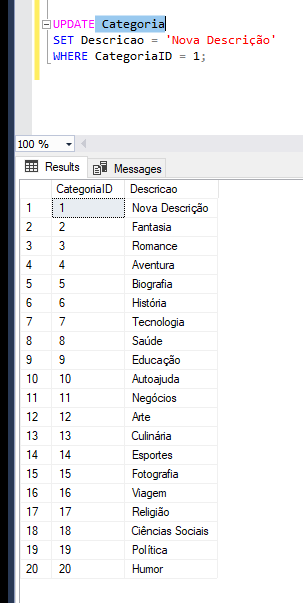 UPDATE Categoria
SET Descricao = 'Nova Descrição'
WHERE CategoriaID = 1;
100 %
Results Messages
CategoriaID Descricao
1 1 Nova Descrição
2 2 Fantasia
3 3 Romance
4 4 Aventura
5 5 Biografia
6 6 História
7 7 Tecnologia
8 8 Saúde
9 9 Educação
10 10 Autoajuda
11 11 Negócios
12 12 Arte
13 13 Culinária
14 14 Esportes
15 15 Fotografia
16 16 Viagem
17 17 Religião
18 18 Ciências Sociais
19 19 Política
20 20 Humor